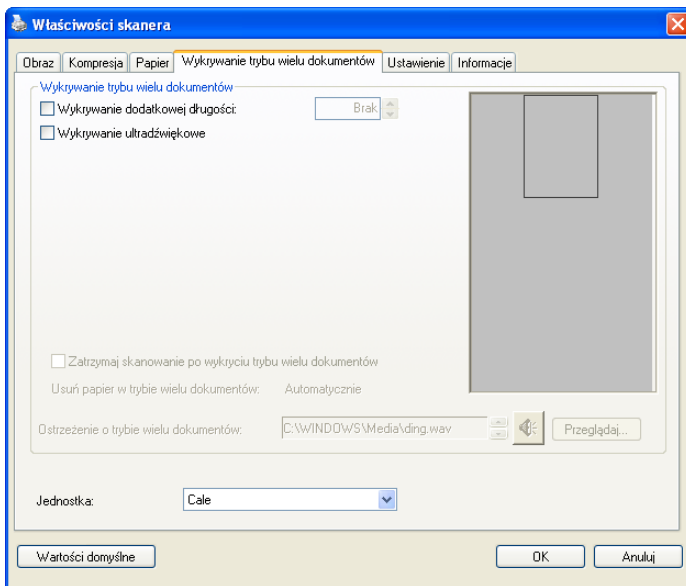 Właściwości skanera
Obraz Kompresja Papier Wykrywanie trybu wielu dokumentów Ustawienie Informacje
Wykrywanie trybu wielu dokumentów
Wykrywanie dodatkowej długości: Brak
Wykrywanie ultradźwiękowe
Zatrzymaj skanowanie po wykryciu trybu wielu dokumentów
Usuń papier w trybie wielu dokumentów: Automatycznie
Ostrzeżenie o trybie wielu dokumentów: C:\WINDOWS\Media\ding.wav Przeglądaj...
Jednostka: Cale
Wartości domyślne OK Anuluj